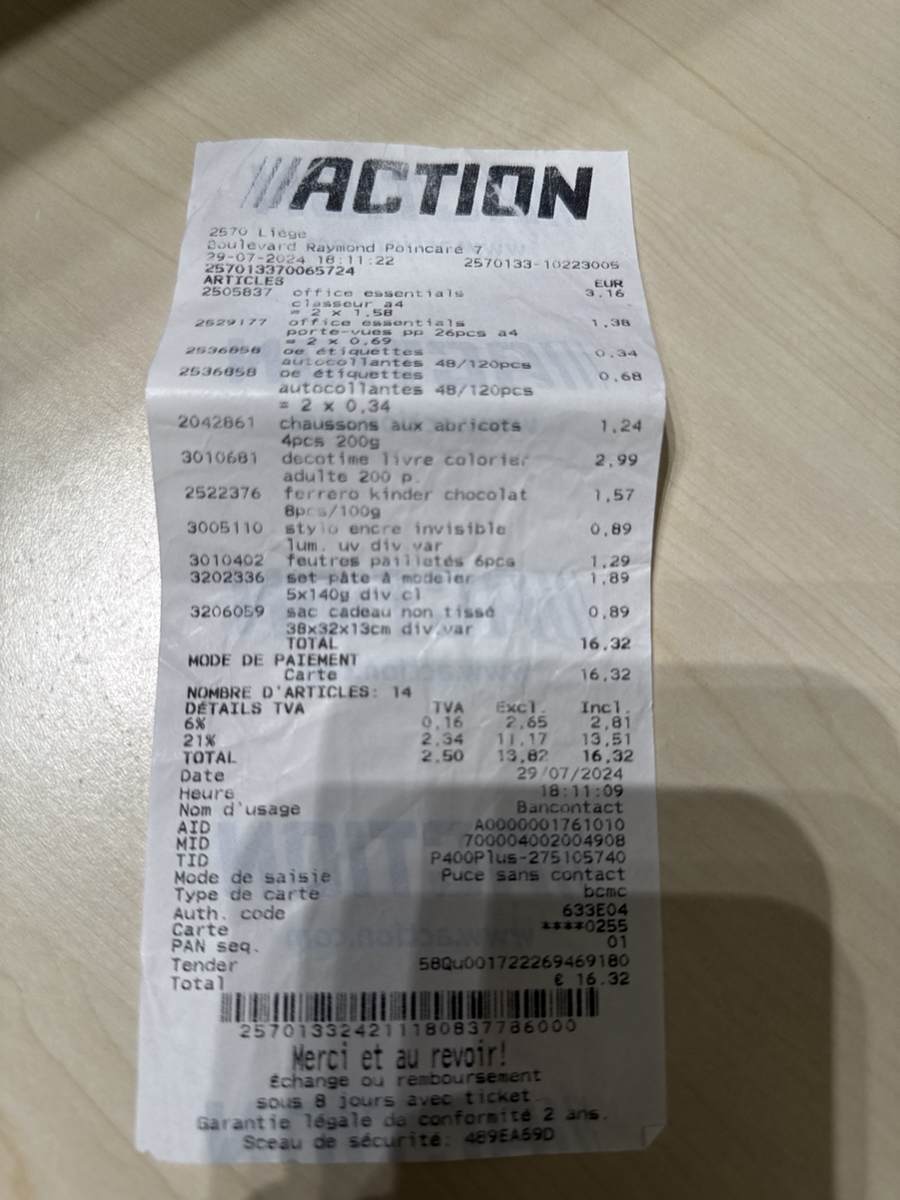 ACTION
2570 Liège
Boulevard Raymond Poincaré 7
29-07-2024 18:11:22 2570133-10223005
257013370065724
ARTICLES EUR
2505837 office essentials 3,16
classeur a4
= 2 x 1,58
2529177 office essentials 1,38
porte-vues pp 26pcs a4
= 2 x 0,69
2536858 oe étiquettes 0,34
autocollantes 48/120pcs
2536858 oe étiquettes 0,68
autocollantes 48/120pcs
= 2 x 0,34
2042861 chaussons aux abricots 1,24
4pcs 200g
3010681 decotime livre colorier 2,99
adulte 200 p.
2522376 ferrero kinder chocolat 1,57
8pcs/100g
3005110 stylo encre invisible 0,89
lum. uv div.var
3010402 feutres pailletés 6pcs 1,29
3202336 set pâte à modeler 1,89
5x140g div cl
3206059 sac cadeau non tissé 0,89
38x32x13cm div.var
TOTAL 16,32
MODE DE PAIEMENT
Carte 16,32
NOMBRE D'ARTICLES: 14
DÉTAILS TVA TVA Excl. Incl.
6% 0,16 2,65 2,81
21% 2,34 11,17 13,51
TOTAL 2,50 13,82 16,32
Date 29/07/2024
Heure 18:11:09
Nom d'usage Bancontact
AID A0000001761010
MID 700004002004908
TID P400Plus-275105740
Mode de saisie Puce sans contact
Type de carte bcmc
Auth. code 633E04
Carte ****0255
PAN seq. 01
Tender 58Qu001722269469180
Total € 16.32
2570133242111180837786000
Merci et au revoir!
Échange ou remboursement
sous 8 jours avec ticket.
Garantie légale de conformité 2 ans.
Sceau de sécurité: 489EA69D